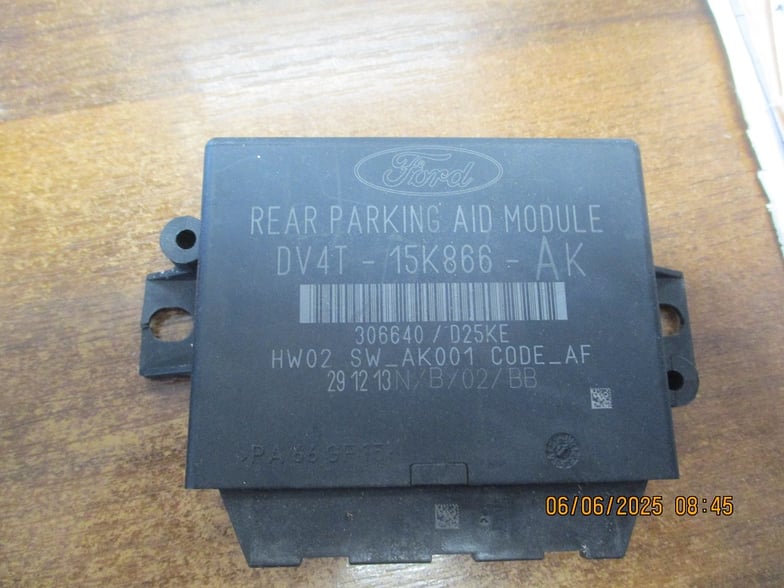 Ford
REAR PARKING AID MODULE
DV4T - 15K866 - AK
306640 / D25KE
HW02 SW_AK001 CODE_AF
29 12 13 N/B/02/BB
06/06/2025 08:45